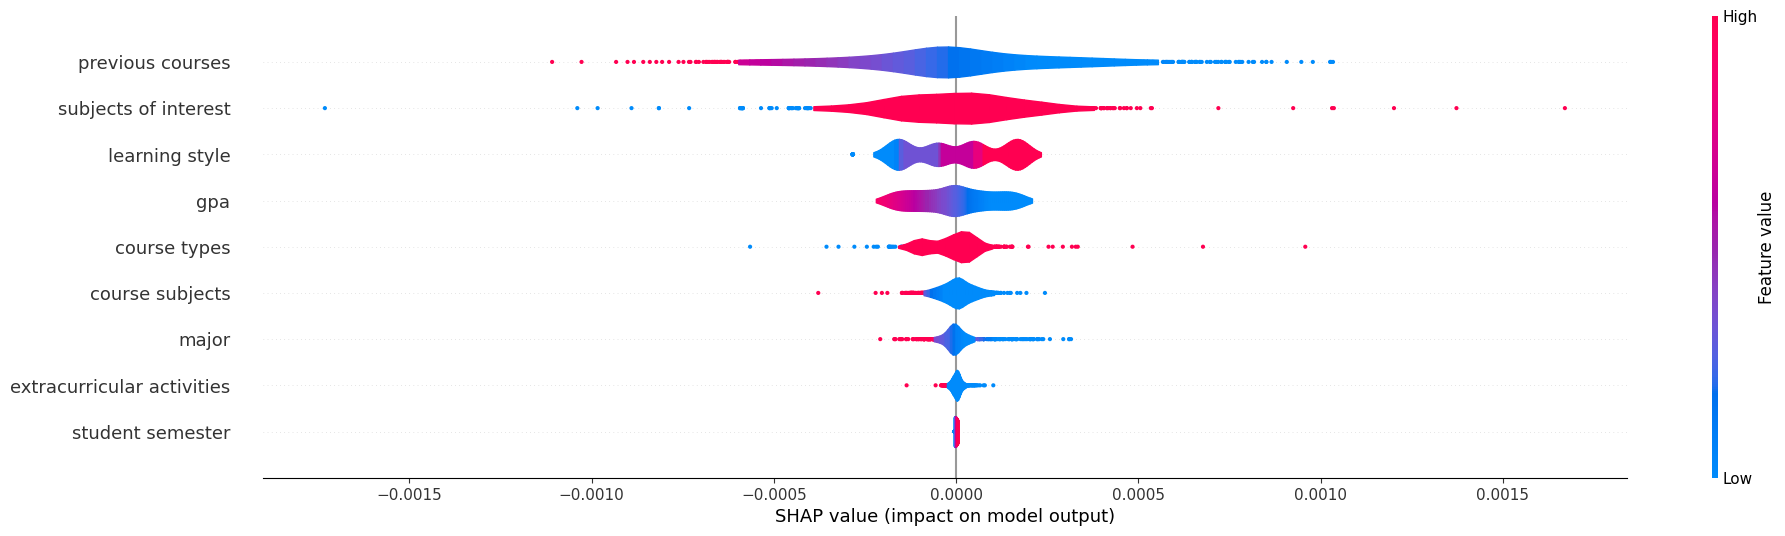 High
previous courses
subjects of interest
learning style
gpa
course types
course subjects
major
extracurricular activities
student semester
Feature value
Low
−0.0015 −0.0010 −0.0005 0.0000 0.0005 0.0010 0.0015
SHAP value (impact on model output)